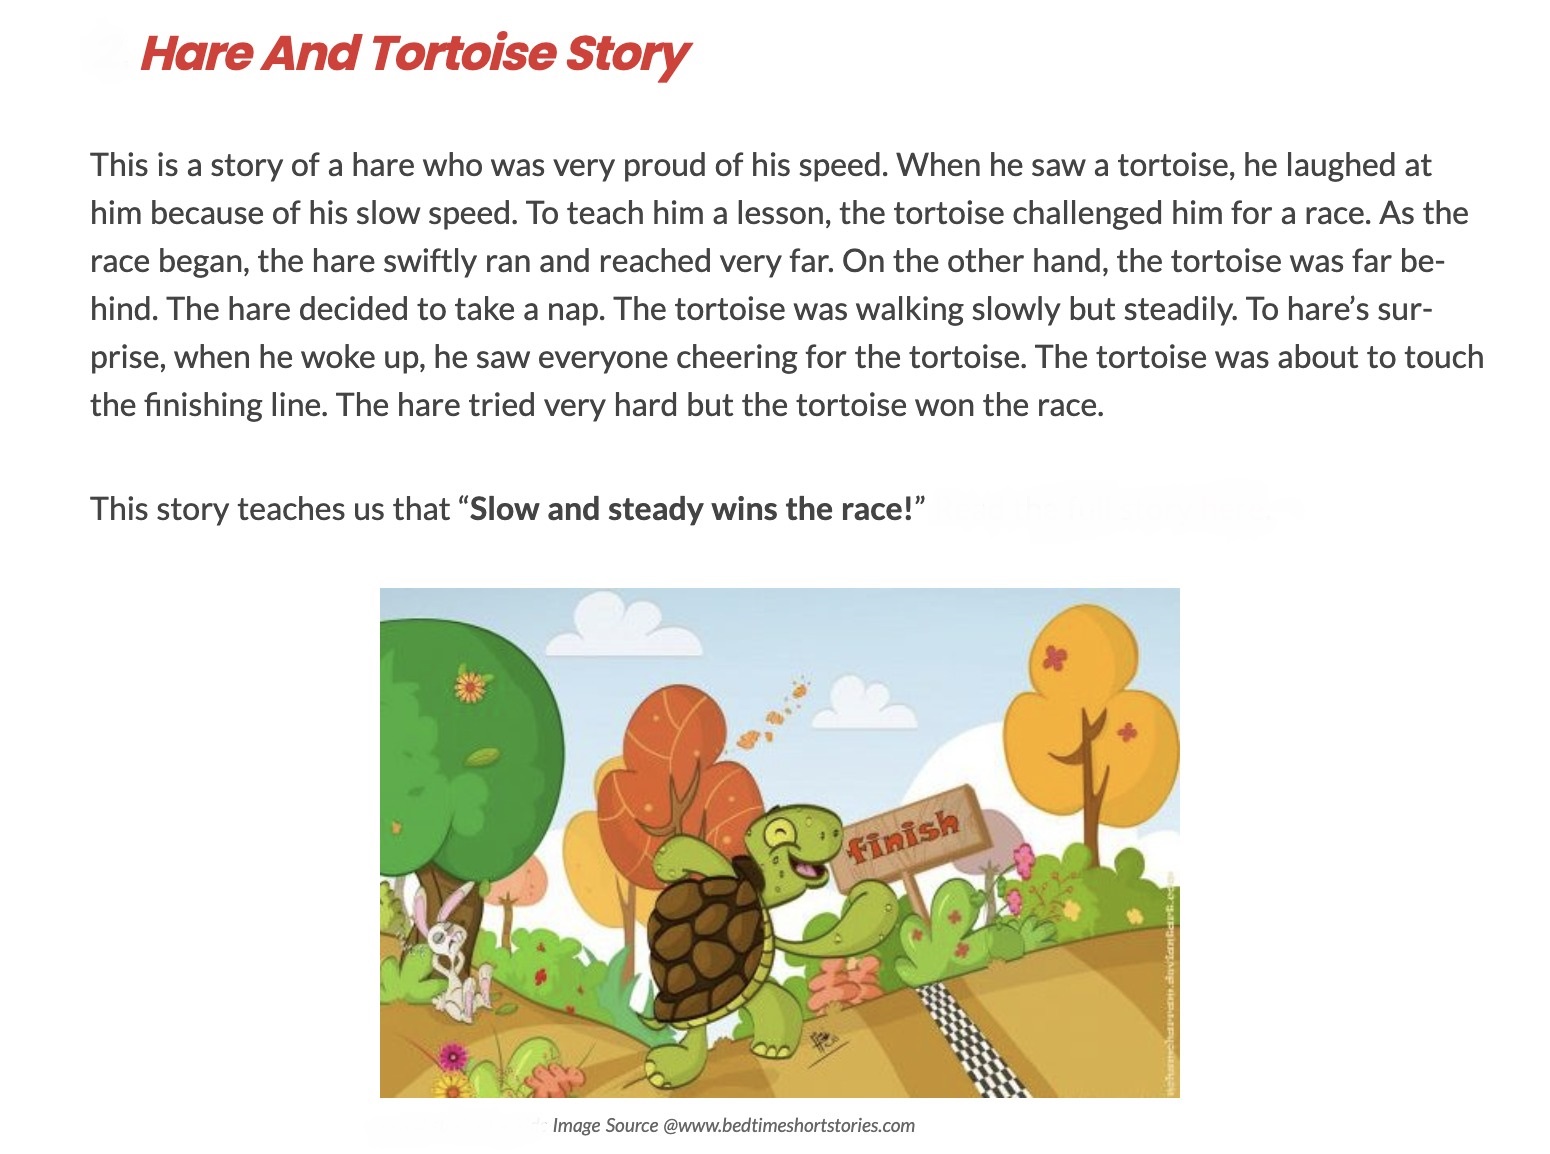 Hare And Tortoise Story
This is a story of a hare who was very proud of his speed. When he saw a tortoise, he laughed at
him because of his slow speed. To teach him a lesson, the tortoise challenged him for a race. As the
race began, the hare swiftly ran and reached very far. On the other hand, the tortoise was far be-
hind. The hare decided to take a nap. The tortoise was walking slowly but steadily. To hare’s sur-
prise, when he woke up, he saw everyone cheering for the tortoise. The tortoise was about to touch
the finishing line. The hare tried very hard but the tortoise won the race.
This story teaches us that “Slow and steady wins the race!”
finish
Image Source @www.bedtimeshortstories.com